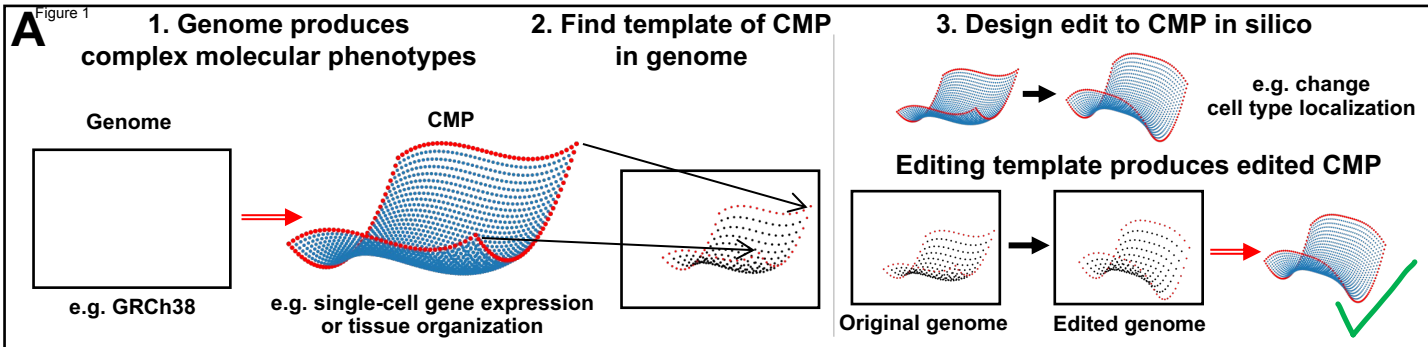 A
Figure 1
1. Genome produces
complex molecular phenotypes
Genome
CMP
e.g. GRCh38
e.g. single-cell gene expression
or tissue organization
2. Find template of CMP
in genome
3. Design edit to CMP in silico
e.g. change
cell type localization
Editing template produces edited CMP
Original genome
Edited genome